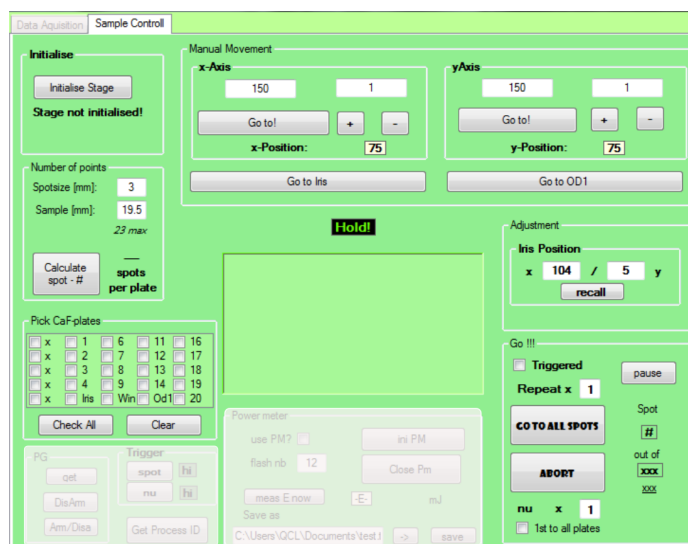 Data Aquisition Sample Controll
Initialise
Initialise Stage
Stage not initialised!
Manual Movement
x-Axis
150 1
Go to! + -
x-Position: 75
yAxis
150 1
Go to! + -
y-Position: 75
Go to Iris Go to OD1
Number of points
Spotsize [mm]: 3
Sample [mm]: 19.5
23 max
Calculate
spot - #
spots
per plate
Hold!
Adjustment
Iris Position
x 104 / 5 y
recall
Pick CaF-plates
x 1 6 11 16
x 2 7 12 17
x 3 8 13 18
x 4 9 14 19
x Iris Win Od1 20
Check All Clear
Go !!!
Triggered
pause
Repeat x 1
GO TO ALL SPOTS
Spot
#
out of
xxx
xxx
ABORT
nu x 1
1st to all plates
PG
get
DisArm
Arm/Disa
Trigger
spot hi
nu hi
Get Process ID
Power meter
use PM? ini PM
flash nb 12 Close Pm
meas E now -E- mJ
Save as
C:\Users\QCL\Documents\test.t -> save